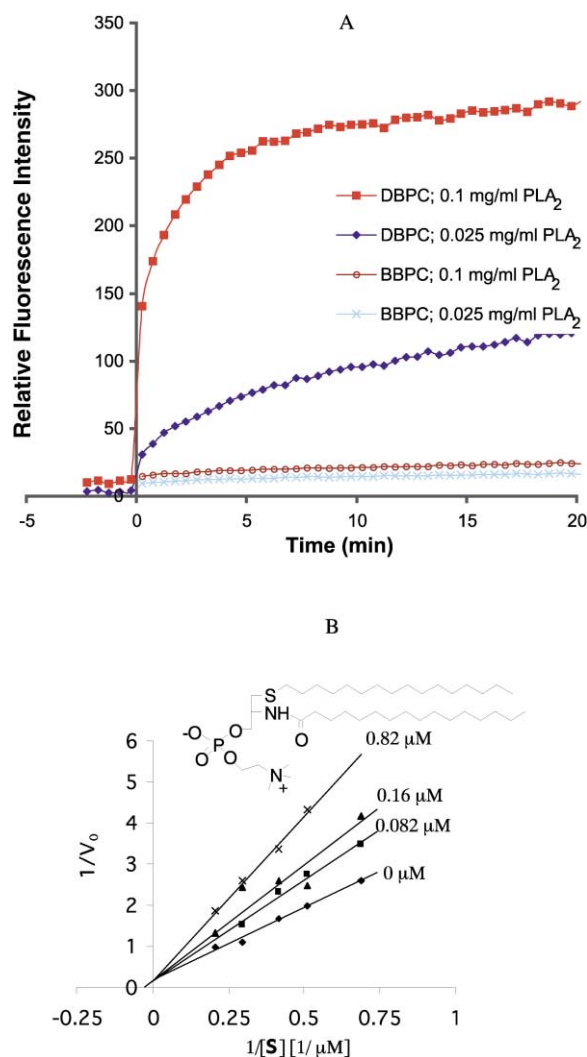 A
Relative Fluorescence Intensity
350
300
250
200
150
100
50
0
-5
0
5
10
15
20
Time (min)
DBPC; 0.1 mg/ml PLA2
DBPC; 0.025 mg/ml PLA2
BBPC; 0.1 mg/ml PLA2
BBPC; 0.025 mg/ml PLA2
B
S
NH
O
-O
P
O
O
O
N
+
1/V0
6
5
4
3
2
1
0
0.82 μM
0.16 μM
0.082 μM
0 μM
-0.25
0
0.25
0.5
0.75
1
1/[S] [1/ μM]